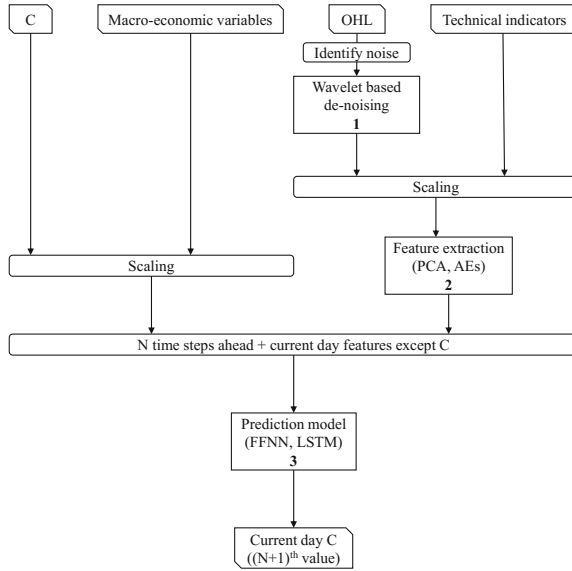 C
Macro-economic variables
OHL
Technical indicators
Identify noise
Wavelet based
de-noising
1
Scaling
Feature extraction
(PCA, AEs)
2
Scaling
N time steps ahead + current day features except C
Prediction model
(FFNN, LSTM)
3
Current day C
((N+1)th value)